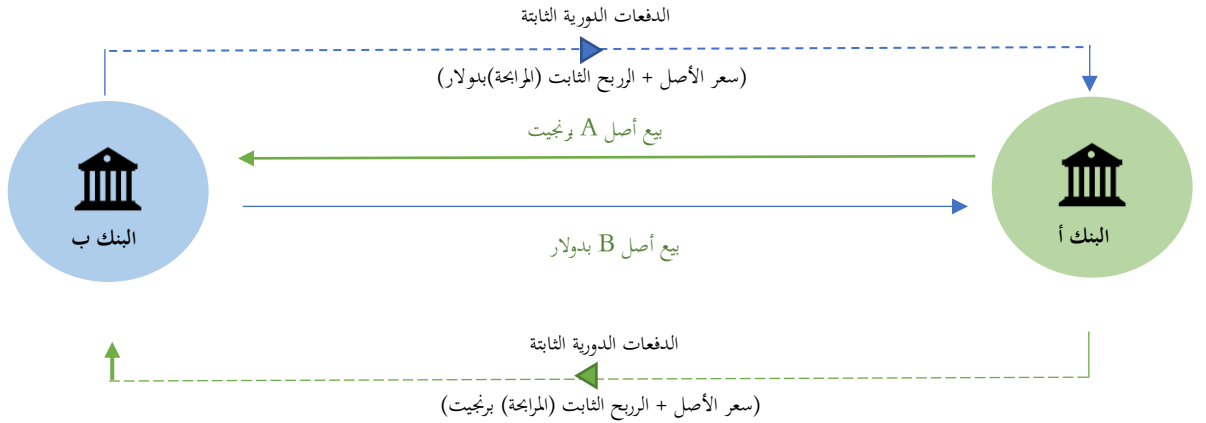 الدفعات الدورية الثابتة
(سعر الأصل + الربح الثابت (المرابحة)بدولار)
بيع أصل A برنجيت
البنك أ
البنك ب
بيع أصل B بدولار
الدفعات الدورية الثابتة
(سعر الأصل + الربح الثابت (المرابحة) برنجيت)